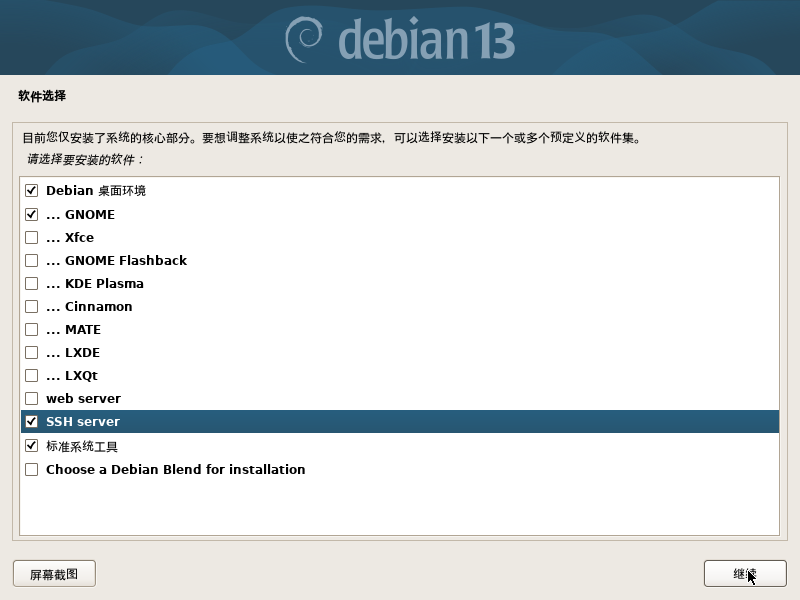 debian 13
软件选择
目前您仅安装了系统的核心部分。要想调整系统以使之符合您的需求，可以选择安装以下一个或多个预定义的软件集。
请选择要安装的软件：
Debian 桌面环境
... GNOME
... Xfce
... GNOME Flashback
... KDE Plasma
... Cinnamon
... MATE
... LXDE
... LXQt
web server
SSH server
标准系统工具
Choose a Debian Blend for installation
屏幕截图
继续